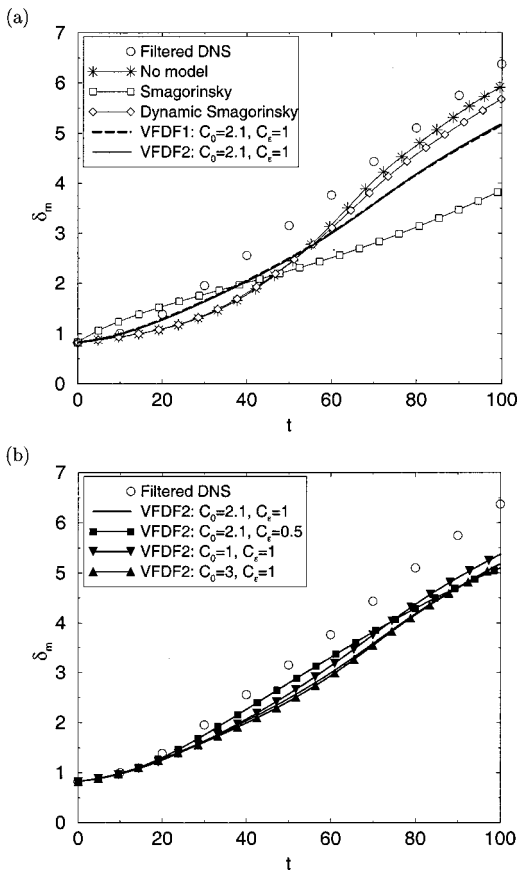 (a)
7
6
5
4
3
2
1
0
δm
Filtered DNS
No model
Smagorinsky
Dynamic Smagorinsky
VFDF1: C₀=2.1, Cε=1
VFDF2: C₀=2.1, Cε=1
0 20 40 60 80 100
t
(b)
7
6
5
4
3
2
1
0
δm
Filtered DNS
VFDF2: C₀=2.1, Cε=1
VFDF2: C₀=2.1, Cε=0.5
VFDF2: C₀=1, Cε=1
VFDF2: C₀=3, Cε=1
0 20 40 60 80 100
t